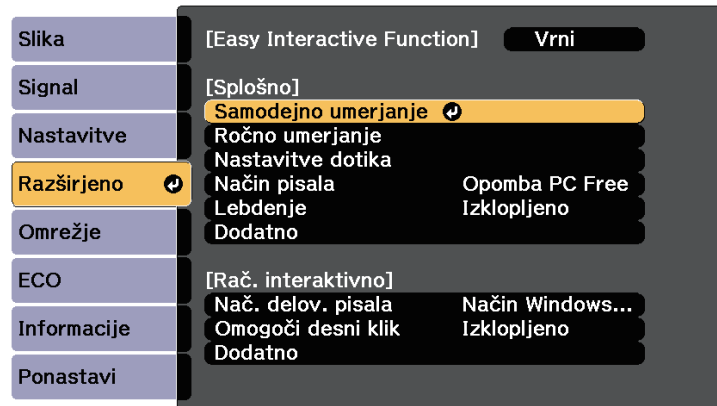 Slika
Signal
Nastavitve
Razširjeno
Omrežje
ECO
Informacije
Ponastavi
[Easy Interactive Function] Vrni
[Splošno]
Samodejno umerjanje
Ročno umerjanje
Nastavitve dotika
Način pisala Opomba PC Free
Lebdenje Izklopljeno
Dodatno
[Rač. interaktivno]
Nač. delov. pisala Način Windows...
Omogoči desni klik Izklopljeno
Dodatno